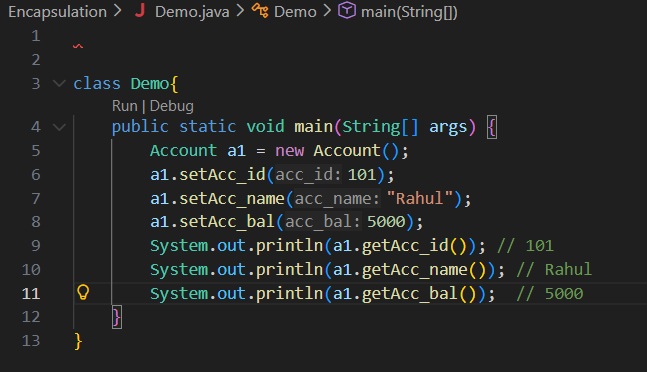 Encapsulation > J Demo.java > Demo > main(String[])
1
2
3 class Demo{
Run | Debug
4 public static void main(String[] args) {
5 Account a1 = new Account();
6 a1.setAcc_id(acc_id: 101);
7 a1.setAcc_name(acc_name: "Rahul");
8 a1.setAcc_bal(acc_bal: 5000);
9 System.out.println(a1.getAcc_id()); // 101
10 System.out.println(a1.getAcc_name()); // Rahul
11 System.out.println(a1.getAcc_bal());  // 5000
12 }
13 }